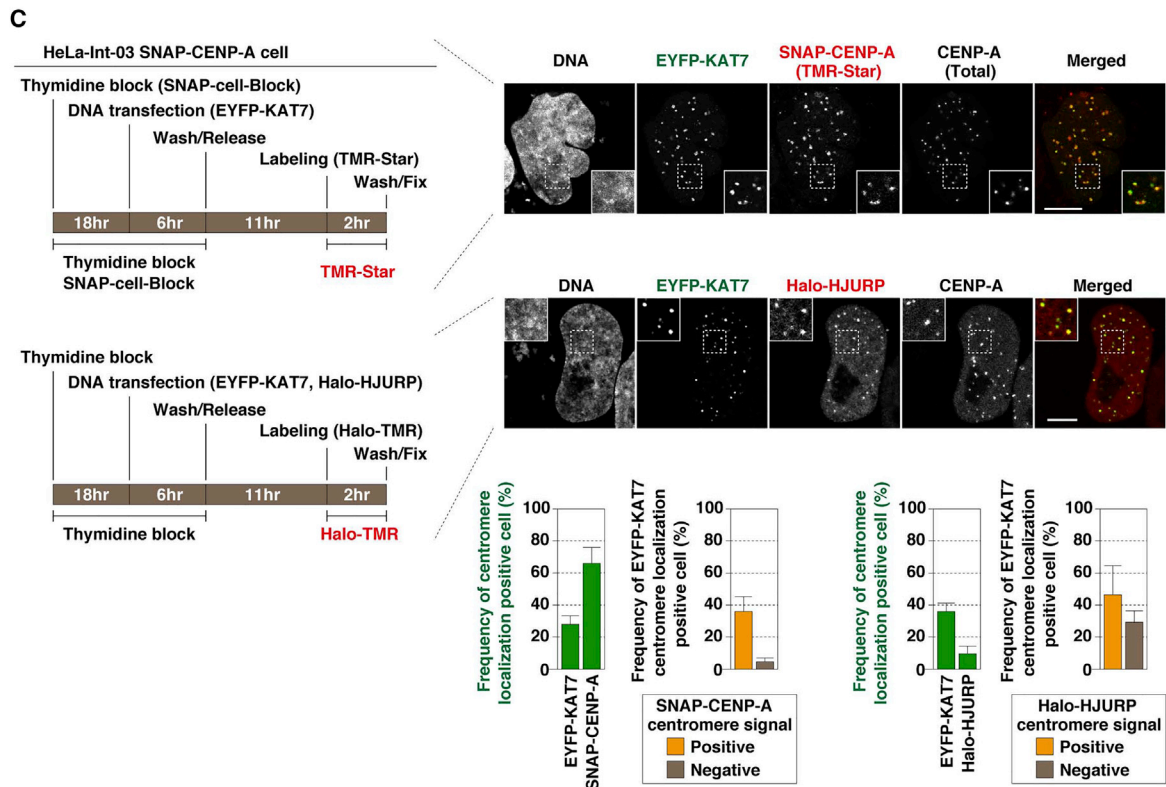 C
HeLa-Int-03 SNAP-CENP-A cell
Thymidine block (SNAP-cell-Block)
DNA transfection (EYFP-KAT7)
Wash/Release
Labeling (TMR-Star)
Wash/Fix
18hr 6hr 11hr 2hr
Thymidine block
SNAP-cell-Block
TMR-Star
DNA EYFP-KAT7 SNAP-CENP-A (TMR-Star) CENP-A (Total) Merged
Thymidine block
DNA transfection (EYFP-KAT7, Halo-HJURP)
Wash/Release
Labeling (Halo-TMR)
Wash/Fix
18hr 6hr 11hr 2hr
Thymidine block
Halo-TMR
DNA EYFP-KAT7 Halo-HJURP CENP-A Merged
Frequency of centromere
localization positive cell (%)
100
80
60
40
20
0
EYFP-KAT7
SNAP-CENP-A
Frequency of EYFP-KAT7
centromere localization
positive cell (%)
100
80
60
40
20
0
SNAP-CENP-A
centromere signal
Positive
Negative
Frequency of centromere
localization positive cell (%)
100
80
60
40
20
0
EYFP-KAT7
Halo-HJURP
Frequency of EYFP-KAT7
centromere localization
positive cell (%)
100
80
60
40
20
0
Halo-HJURP
centromere signal
Positive
Negative